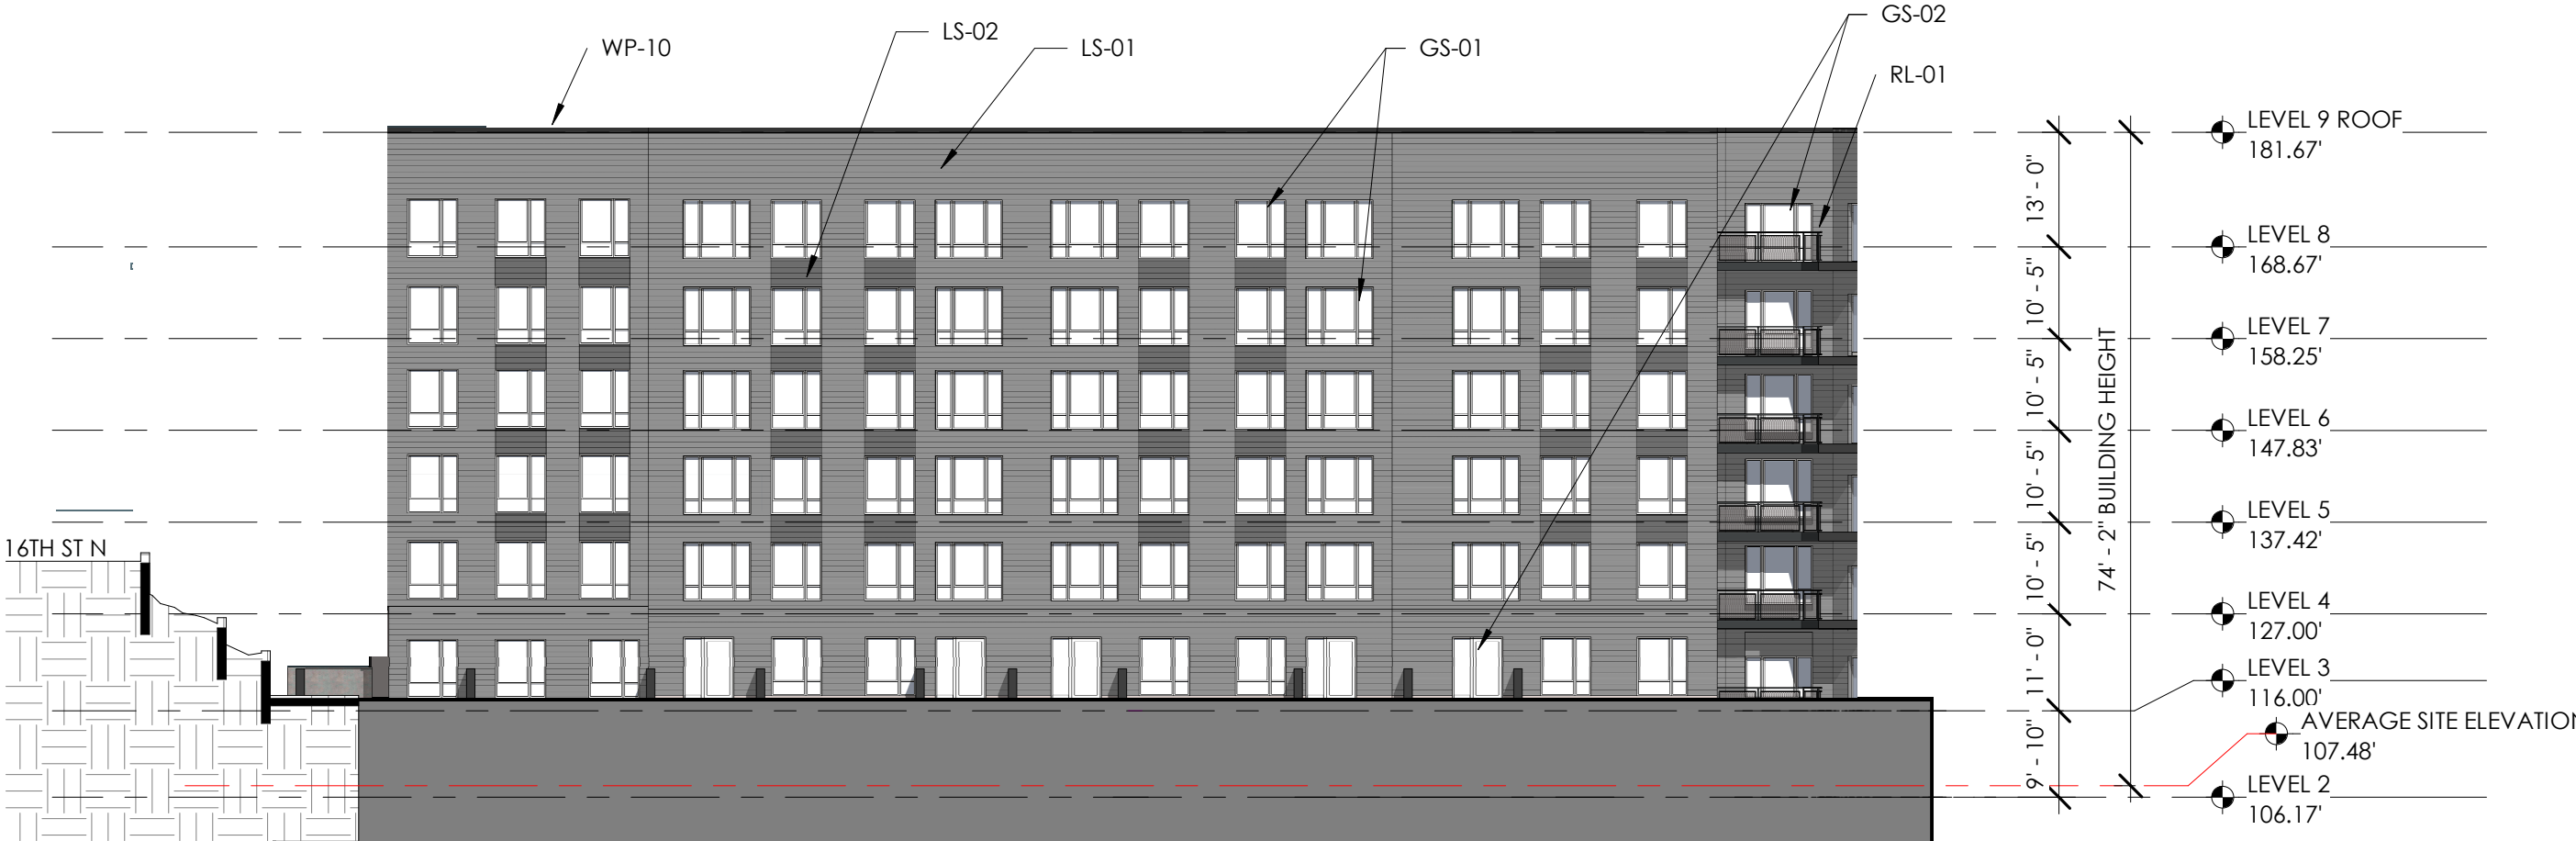 GS-02
LS-02
WP-10
LS-01
GS-01
RL-01
LEVEL 9 ROOF
181.67'
13' - 0"
LEVEL 8
168.67'
10' - 5"
LEVEL 7
158.25'
10' - 5"
LEVEL 6
147.83'
10' - 5"
LEVEL 5
137.42'
10' - 5"
LEVEL 4
127.00'
11' - 0"
LEVEL 3
116.00'
9' - 10"
AVERAGE SITE ELEVATION
107.48'
LEVEL 2
106.17'
74' - 2" BUILDING HEIGHT
16TH ST N